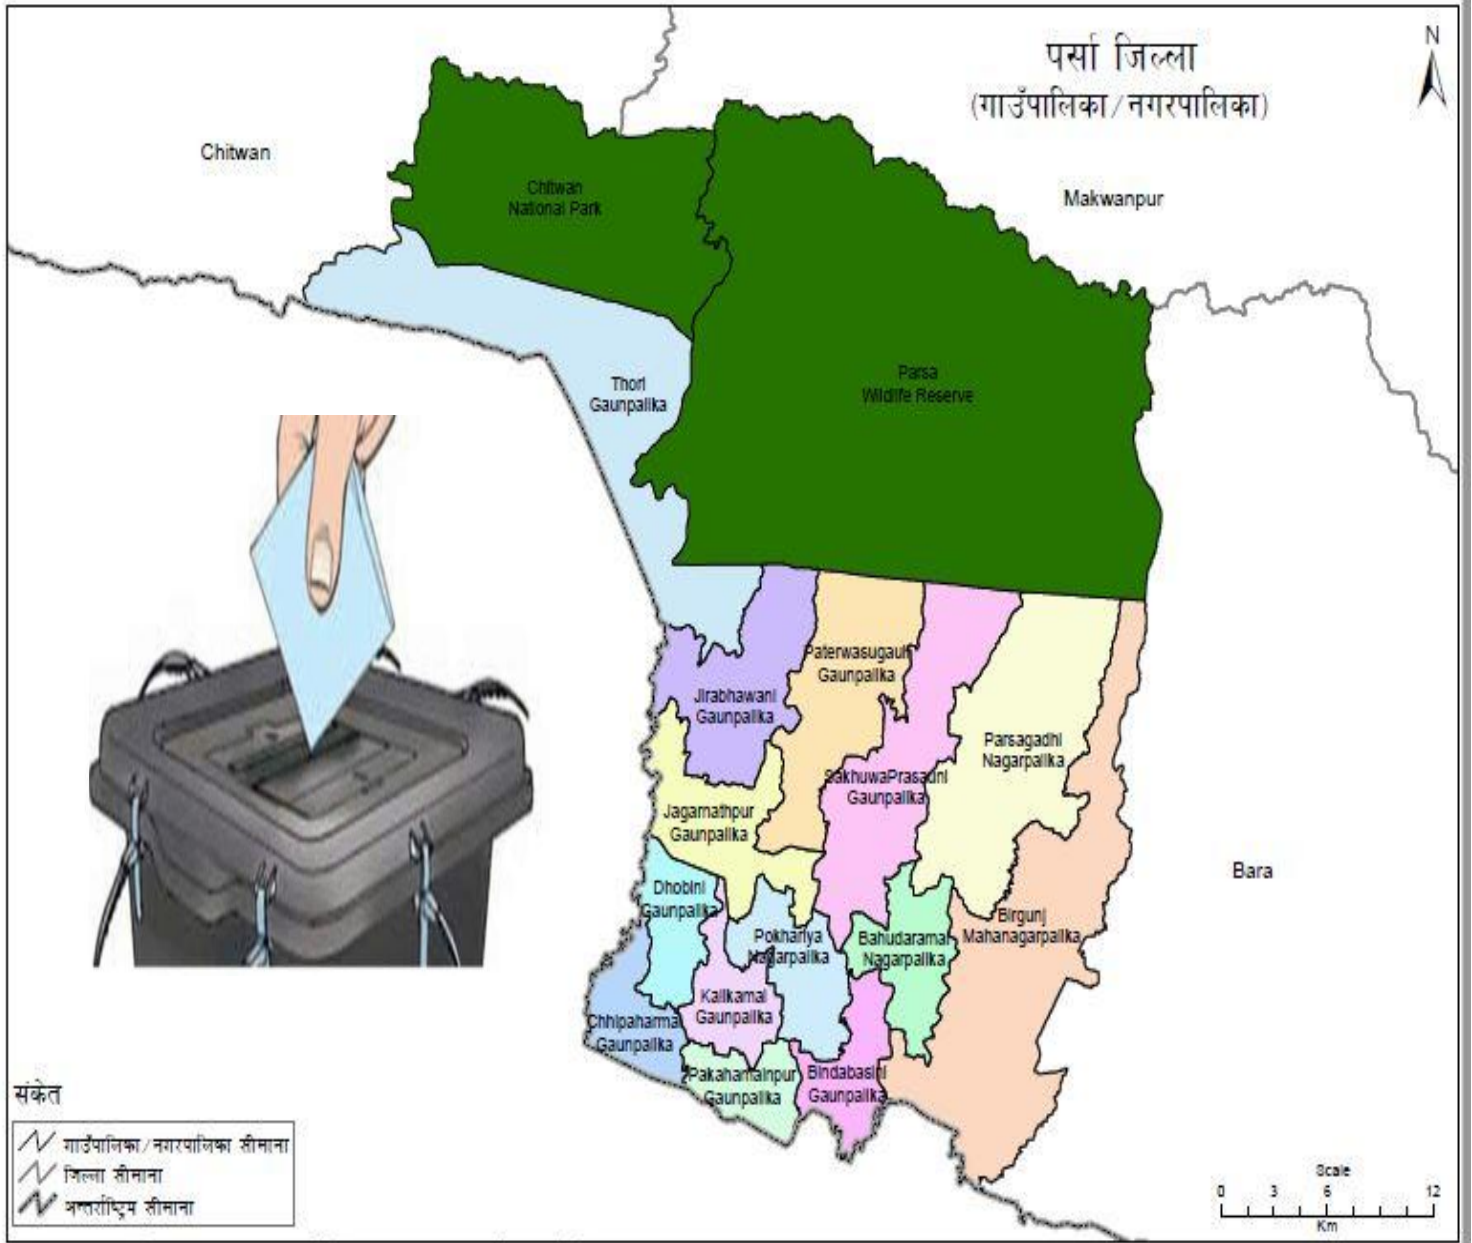 पर्सा जिल्ला
(गाउँपालिका/नगरपालिका)
N
Chitwan
Makwanpur
Chitwan
National Park
Parsa
Wildlife Reserve
Thori
Gaunpalika
Paterwasugauli
Gaunpalika
Jirabhawani
Gaunpalika
Parsagadhi
Nagarpalika
SakhuwaPrasauni
Gaunpalika
Jagarnathpur
Gaunpalika
Bara
Dhobini
Gaunpalika
Birgunj
Mahanagarpalika
Pokhariya
Nagarpalika
Bahudaramai
Nagarpalika
Kalikamai
Gaunpalika
Chhipaharmai
Gaunpalika
Pakahamainpur
Gaunpalika
Bindabasini
Gaunpalika
संकेत
गाउँपालिका/नगरपालिका सीमाना
जिल्ला सीमाना
अन्तर्राष्ट्रिय सीमाना
Scale
0 3 6 12
Km